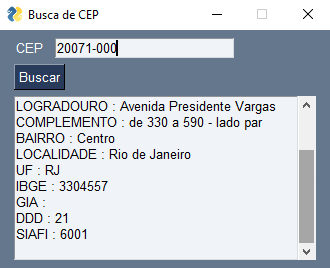 Busca de CEP
CEP 20071-000
Buscar
LOGRADOURO : Avenida Presidente Vargas
COMPLEMENTO : de 330 a 590 - lado par
BAIRRO : Centro
LOCALIDADE : Rio de Janeiro
UF : RJ
IBGE : 3304557
GIA :
DDD : 21
SIAFI : 6001